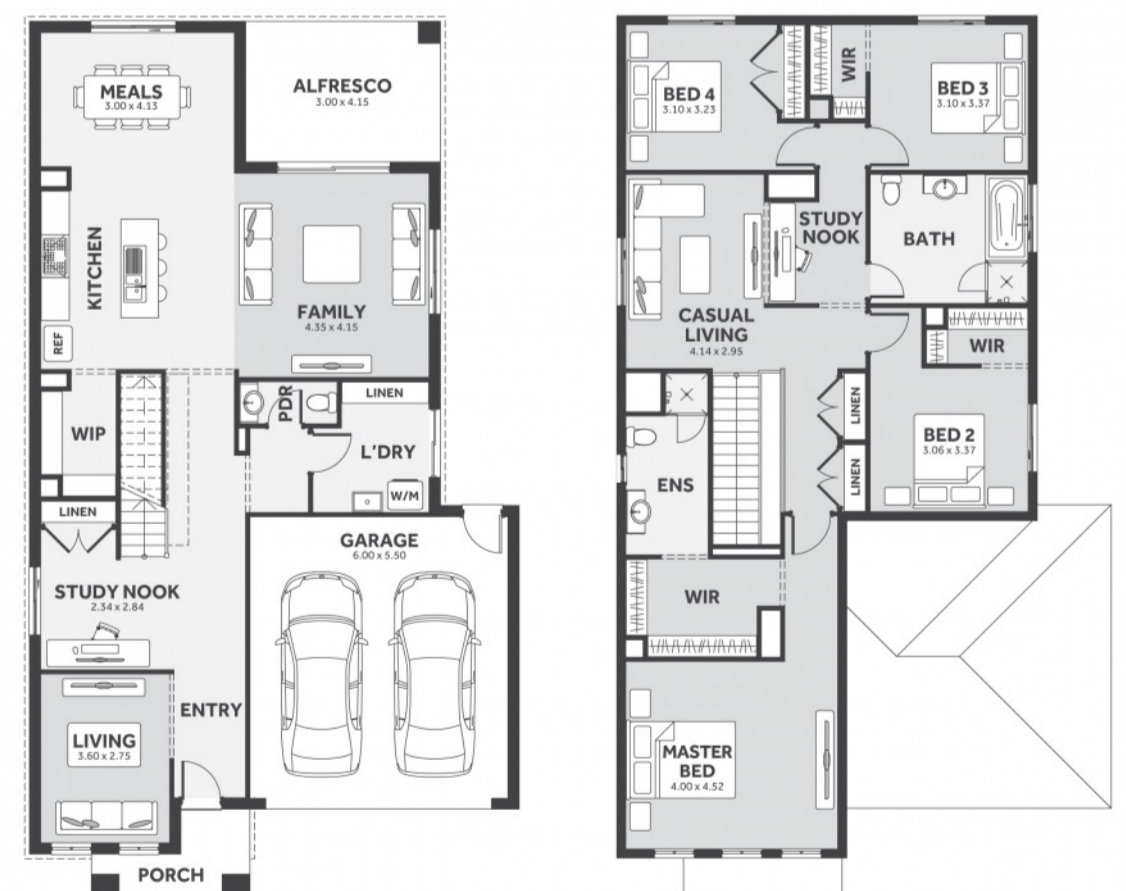 MEALS
3.00 x 4.13
ALFRESCO
3.00 x 4.15
KITCHEN
FAMILY
4.35 x 4.15
REF
PDR
LINEN
WIP
L'DRY
W/M
LINEN
GARAGE
6.00 x 5.50
STUDY NOOK
2.34 x 2.84
ENTRY
LIVING
3.60 x 2.75
PORCH
BED 4
3.10 x 3.23
WIR
BED 3
3.10 x 3.37
STUDY
NOOK
BATH
CASUAL
LIVING
4.14 x 2.95
WIR
LINEN
BED 2
3.06 x 3.37
LINEN
ENS
WIR
MASTER
BED
4.00 x 4.52